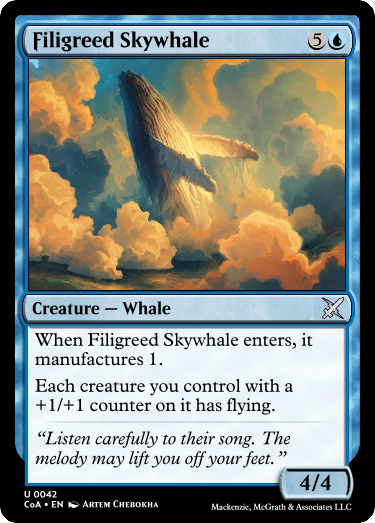 Filigreed Skywhale 5
Creature — Whale
When Filigreed Skywhale enters, it
manufactures 1.
Each creature you control with a
+1/+1 counter on it has flying.
“Listen carefully to their song. The
melody may lift you off your feet.”
4/4
U 0042
CoA • EN Artem Chebokha
Mackenzie, McGrath & Associates LLC